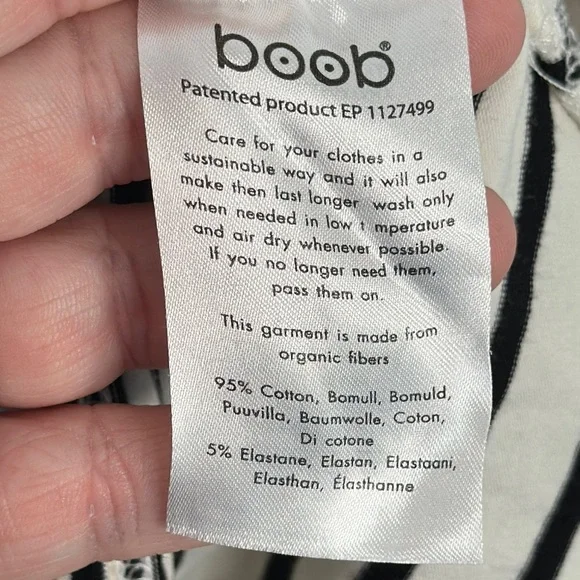 boob®
Patented product EP 1127499
Care for your clothes in a
sustainable way and it will also
make then last longer wash only
when needed in low t mperature
and air dry whenever possible.
If you no longer need them,
pass them on.
This garment is made from
organic fibers
95% Cotton, Bomull, Bomuld,
Puuvilla, Baumwolle, Coton,
Di cotone
5% Elastane, Elastan, Elastaani,
Elasthan, Élasthanne